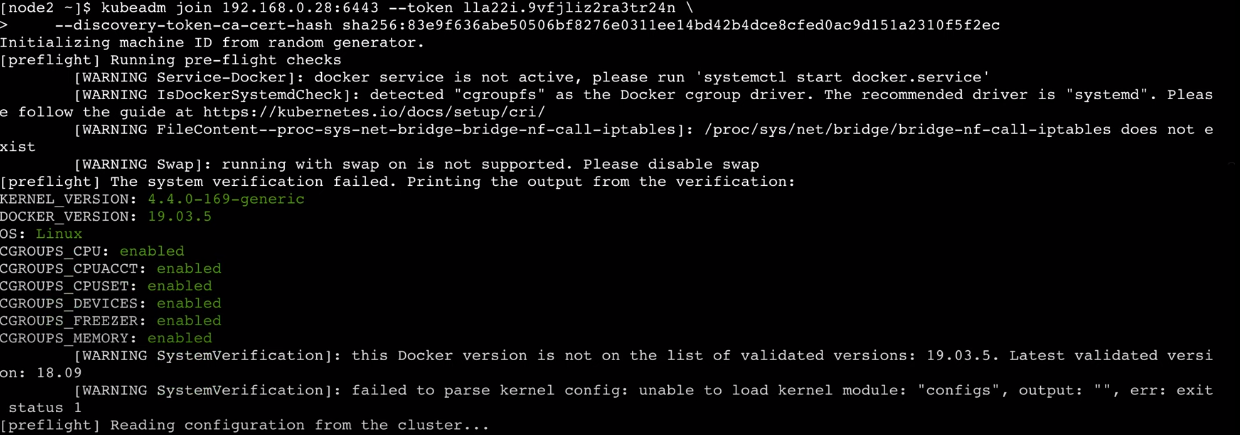 [node2 ~]$ kubeadm join 192.168.0.28:6443 --token lla22i.9vfjliz2ra3tr24n \
>     --discovery-token-ca-cert-hash sha256:83e9f636abe50506bf8276e0311ee14bd42b4dce8cfed0ac9d151a2310f5f2ec
Initializing machine ID from random generator.
[preflight] Running pre-flight checks
        [WARNING Service-Docker]: docker service is not active, please run 'systemctl start docker.service'
        [WARNING IsDockerSystemdCheck]: detected "cgroupfs" as the Docker cgroup driver. The recommended driver is "systemd". Pleas
e follow the guide at https://kubernetes.io/docs/setup/cri/
        [WARNING FileContent--proc-sys-net-bridge-bridge-nf-call-iptables]: /proc/sys/net/bridge/bridge-nf-call-iptables does not e
xist
        [WARNING Swap]: running with swap on is not supported. Please disable swap
[preflight] The system verification failed. Printing the output from the verification:
KERNEL_VERSION: 4.4.0-169-generic
DOCKER_VERSION: 19.03.5
OS: Linux
CGROUPS_CPU: enabled
CGROUPS_CPUACCT: enabled
CGROUPS_CPUSET: enabled
CGROUPS_DEVICES: enabled
CGROUPS_FREEZER: enabled
CGROUPS_MEMORY: enabled
        [WARNING SystemVerification]: this Docker version is not on the list of validated versions: 19.03.5. Latest validated versi
on: 18.09
        [WARNING SystemVerification]: failed to parse kernel config: unable to load kernel module: "configs", output: "", err: exit
 status 1
[preflight] Reading configuration from the cluster...